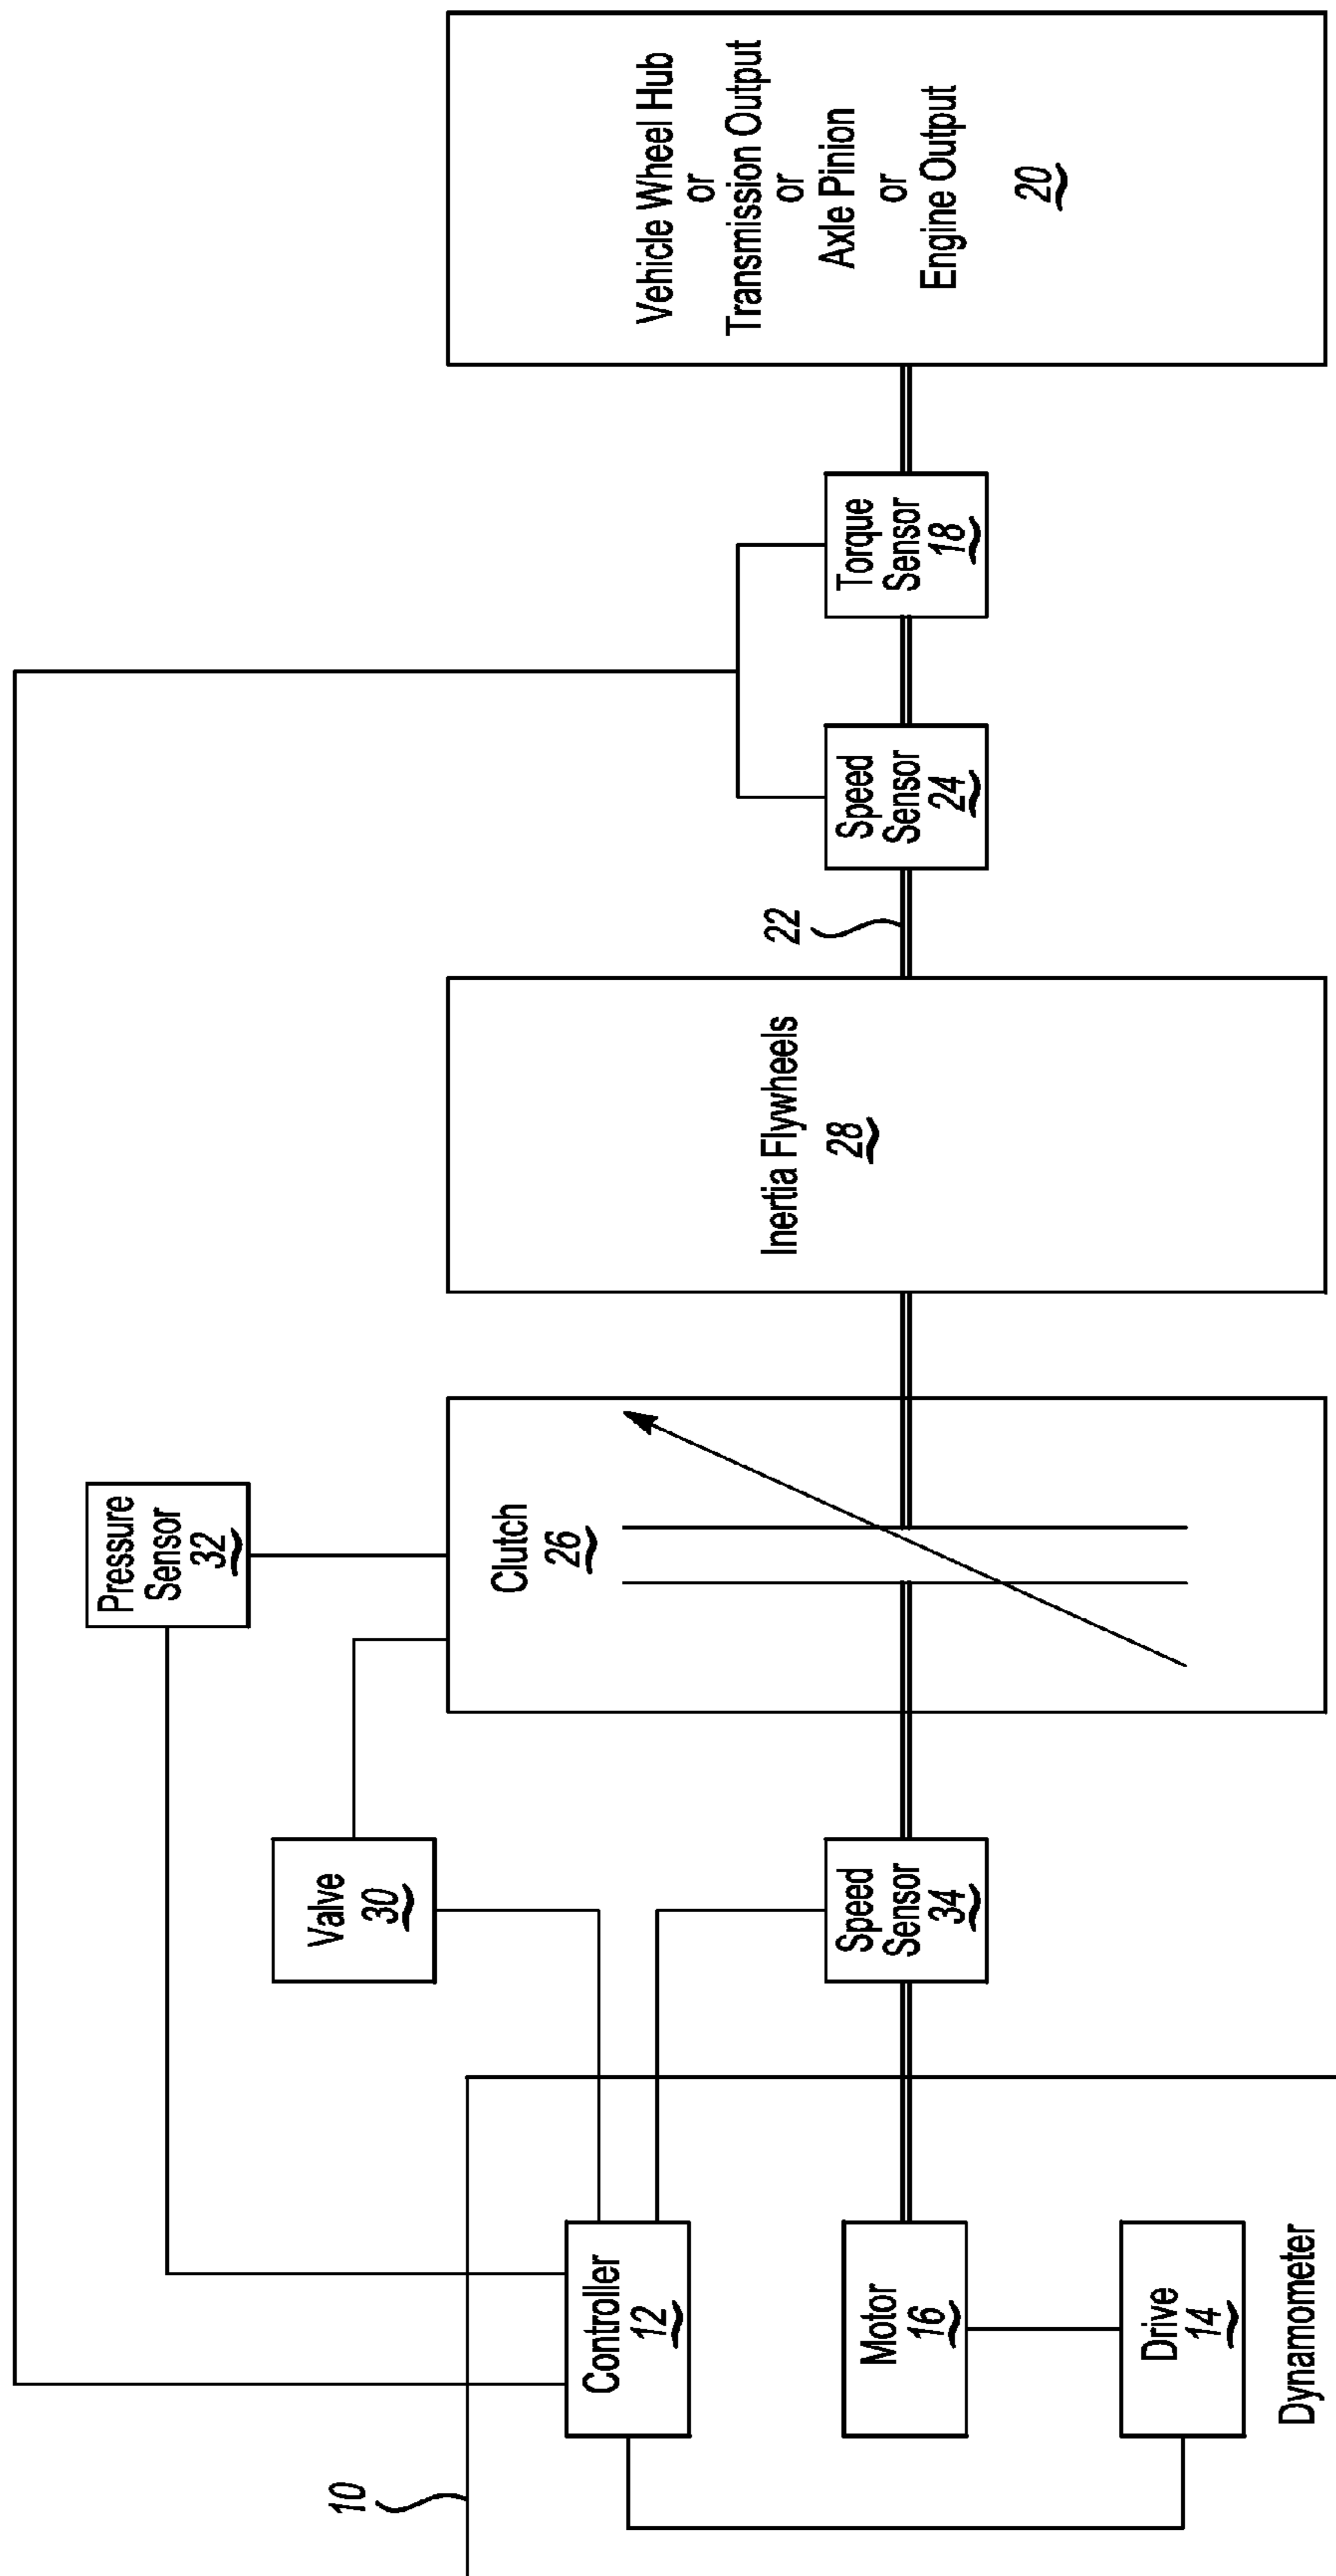 Vehicle Wheel Hub
or
Transmission Output
or
Axle Pinion
or
Engine Output
20
Torque
Sensor
18
Speed
Sensor
24
22
Inertia Flywheels
28
Pressure
Sensor
32
Clutch
26
Valve
30
Speed
Sensor
34
10
Controller
12
Motor
16
Drive
14
Dynamometer